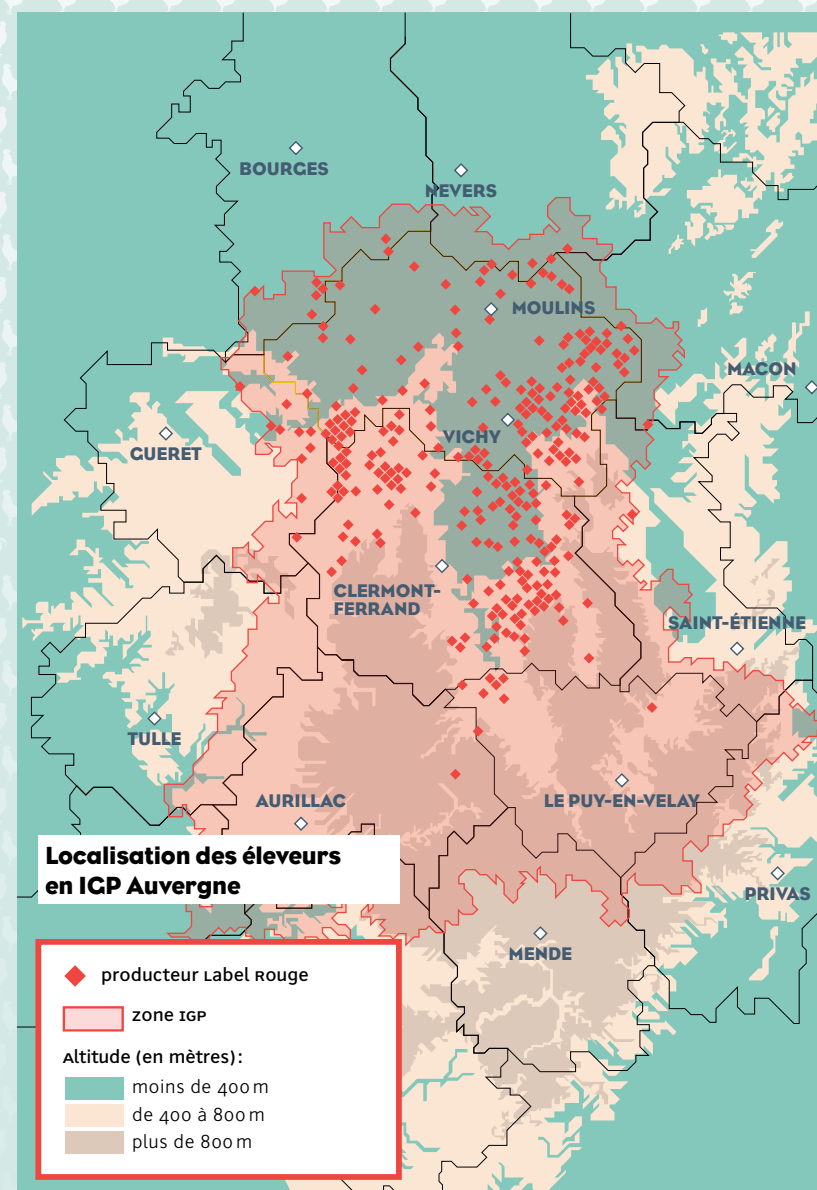 BOURGES
NEVERS
MOULINS
MACON
GUERET
VICHY
CLERMONT-
FERRAND
SAINT-ÉTIENNE
TULLE
AURILLAC
LE PUY-EN-VELAY
Localisation des éleveurs
en IGP Auvergne
PRIVAS
MENDE
producteur Label Rouge
zone IGP
Altitude (en mètres):
moins de 400 m
de 400 à 800 m
plus de 800 m